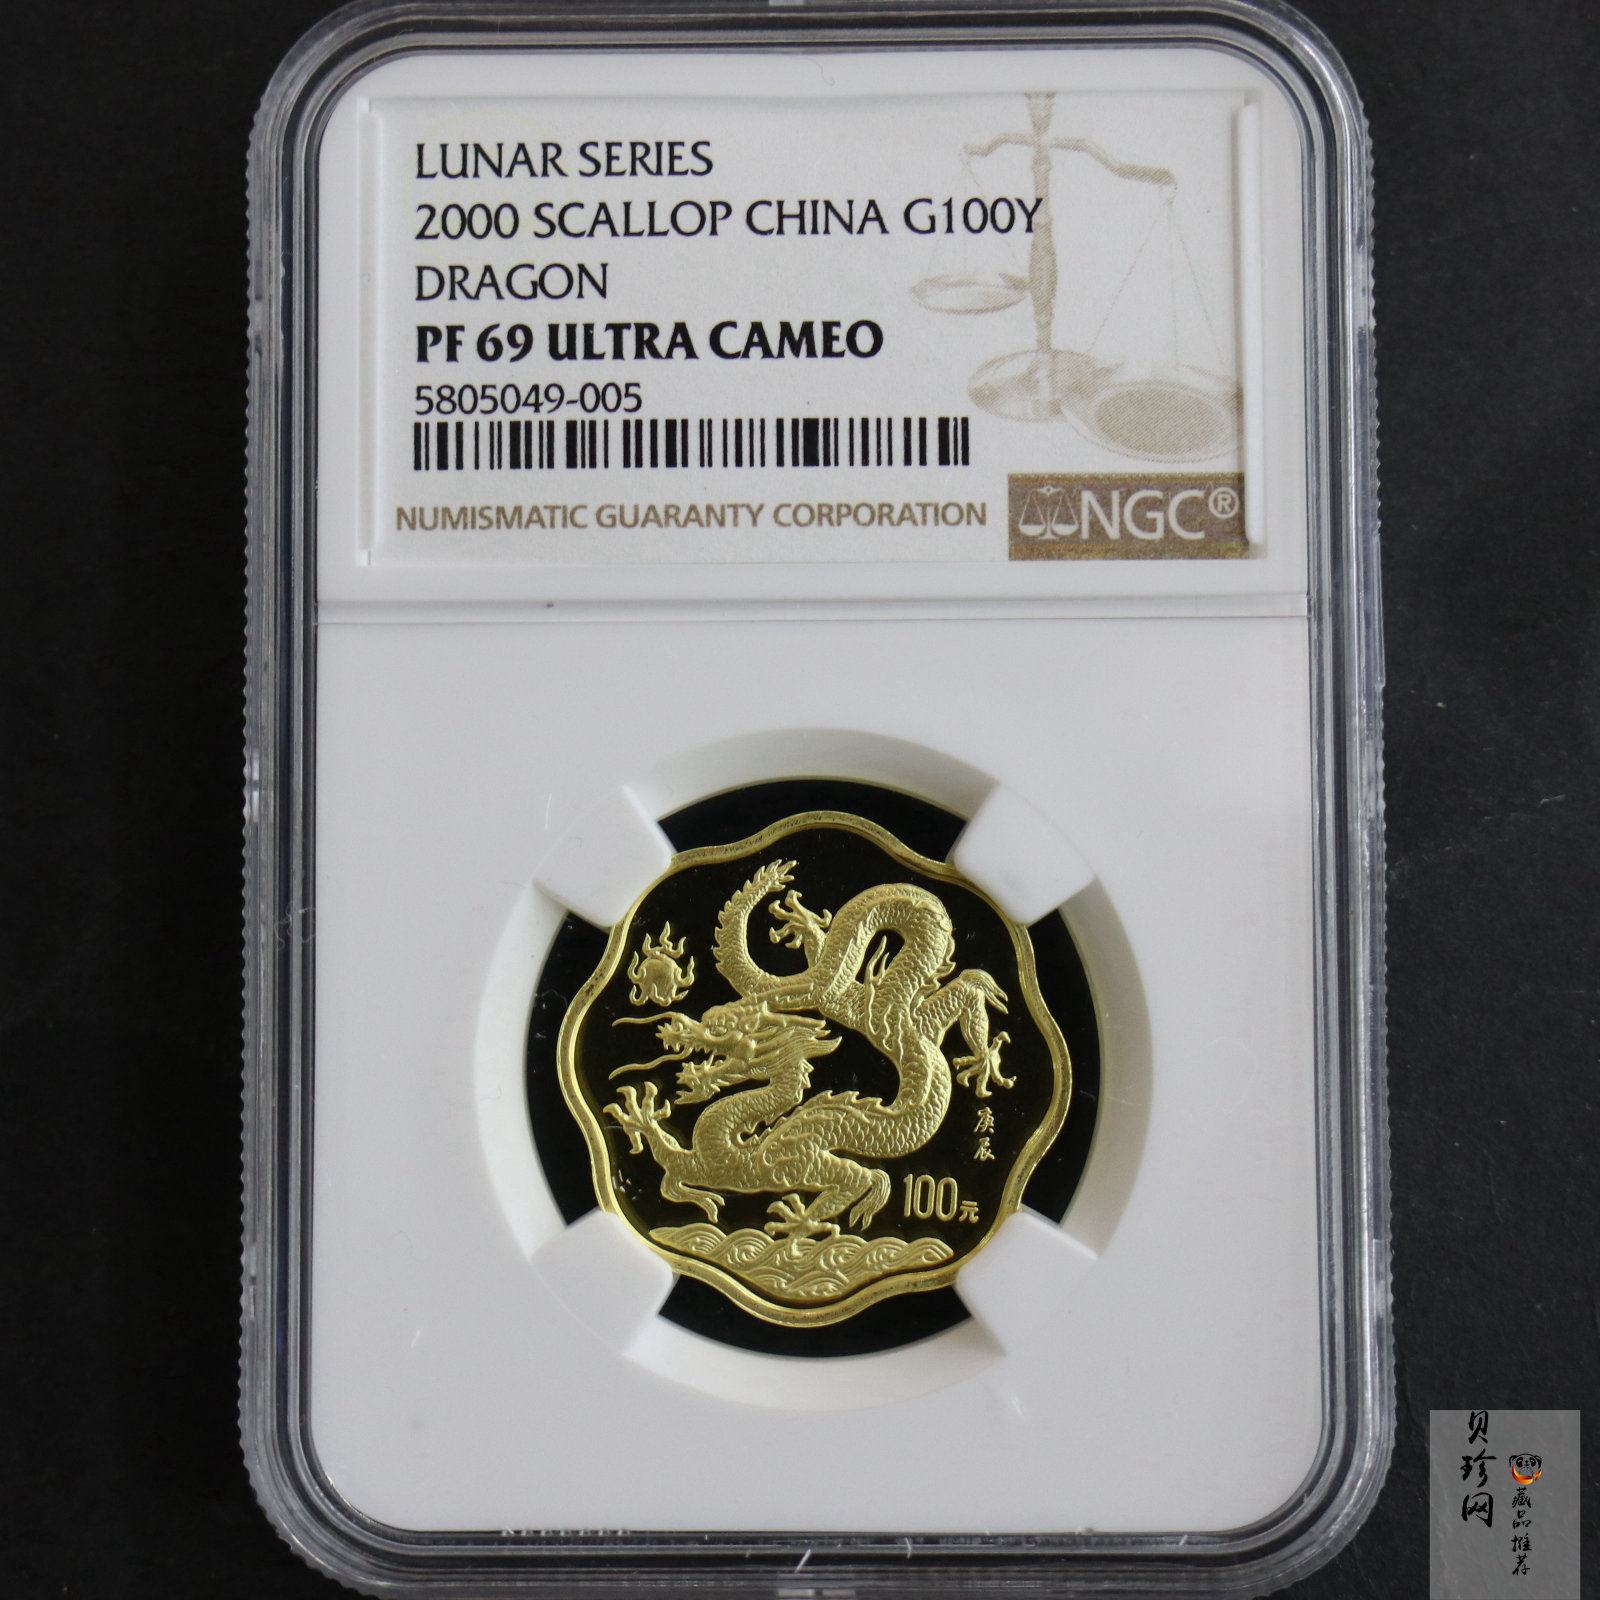 LUNAR SERIES
2000 SCALLOP CHINA G100Y
DRAGON
PF 69 ULTRA CAMEO
5805049-005
NUMISMATIC GUARANTY CORPORATION
NGC®
庚辰
100元
贝珍网
藏品推荐